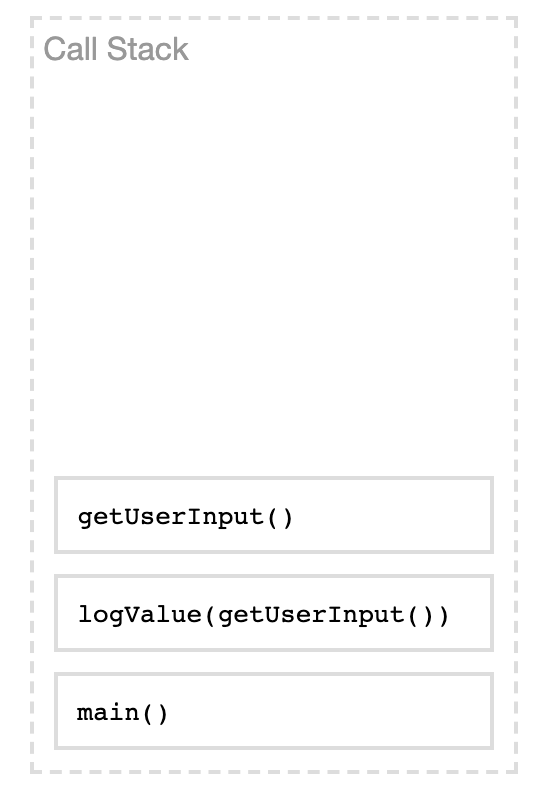 Call Stack
getUserInput()
logValue(getUserInput())
main()